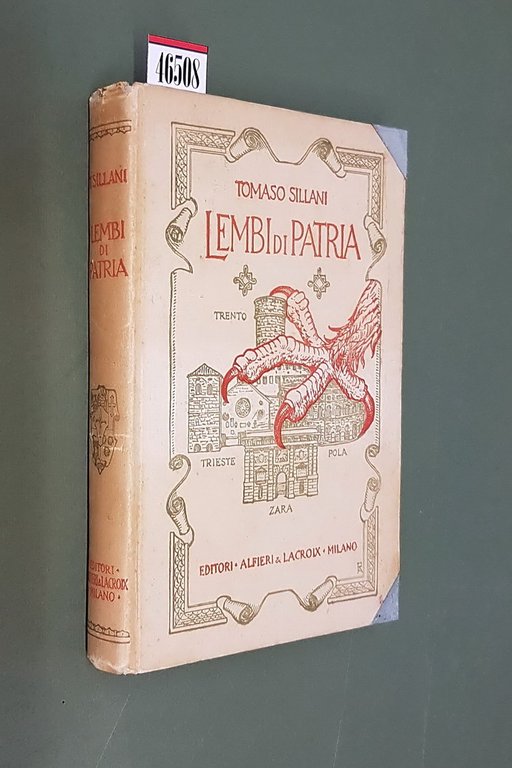 46508
TOMASO SILLANI
LEMBI DI PATRIA
TRENTO
TRIESTE
POLA
ZARA
EDITORI · ALFIERI & LACROIX · MILANO
SILLANI
LEMBI
DI
PATRIA
EDITORI ·
& LACROIX
MILANO ·